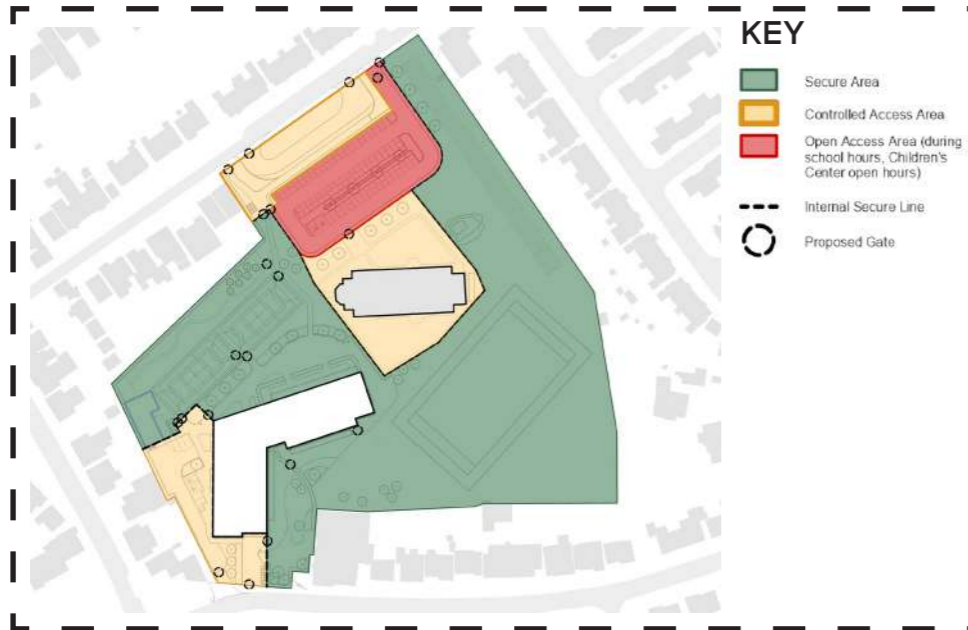 KEY
Secure Area
Controlled Access Area
Open Access Area (during
school hours, Children's
Center open hours)
Internal Secure Line
Proposed Gate